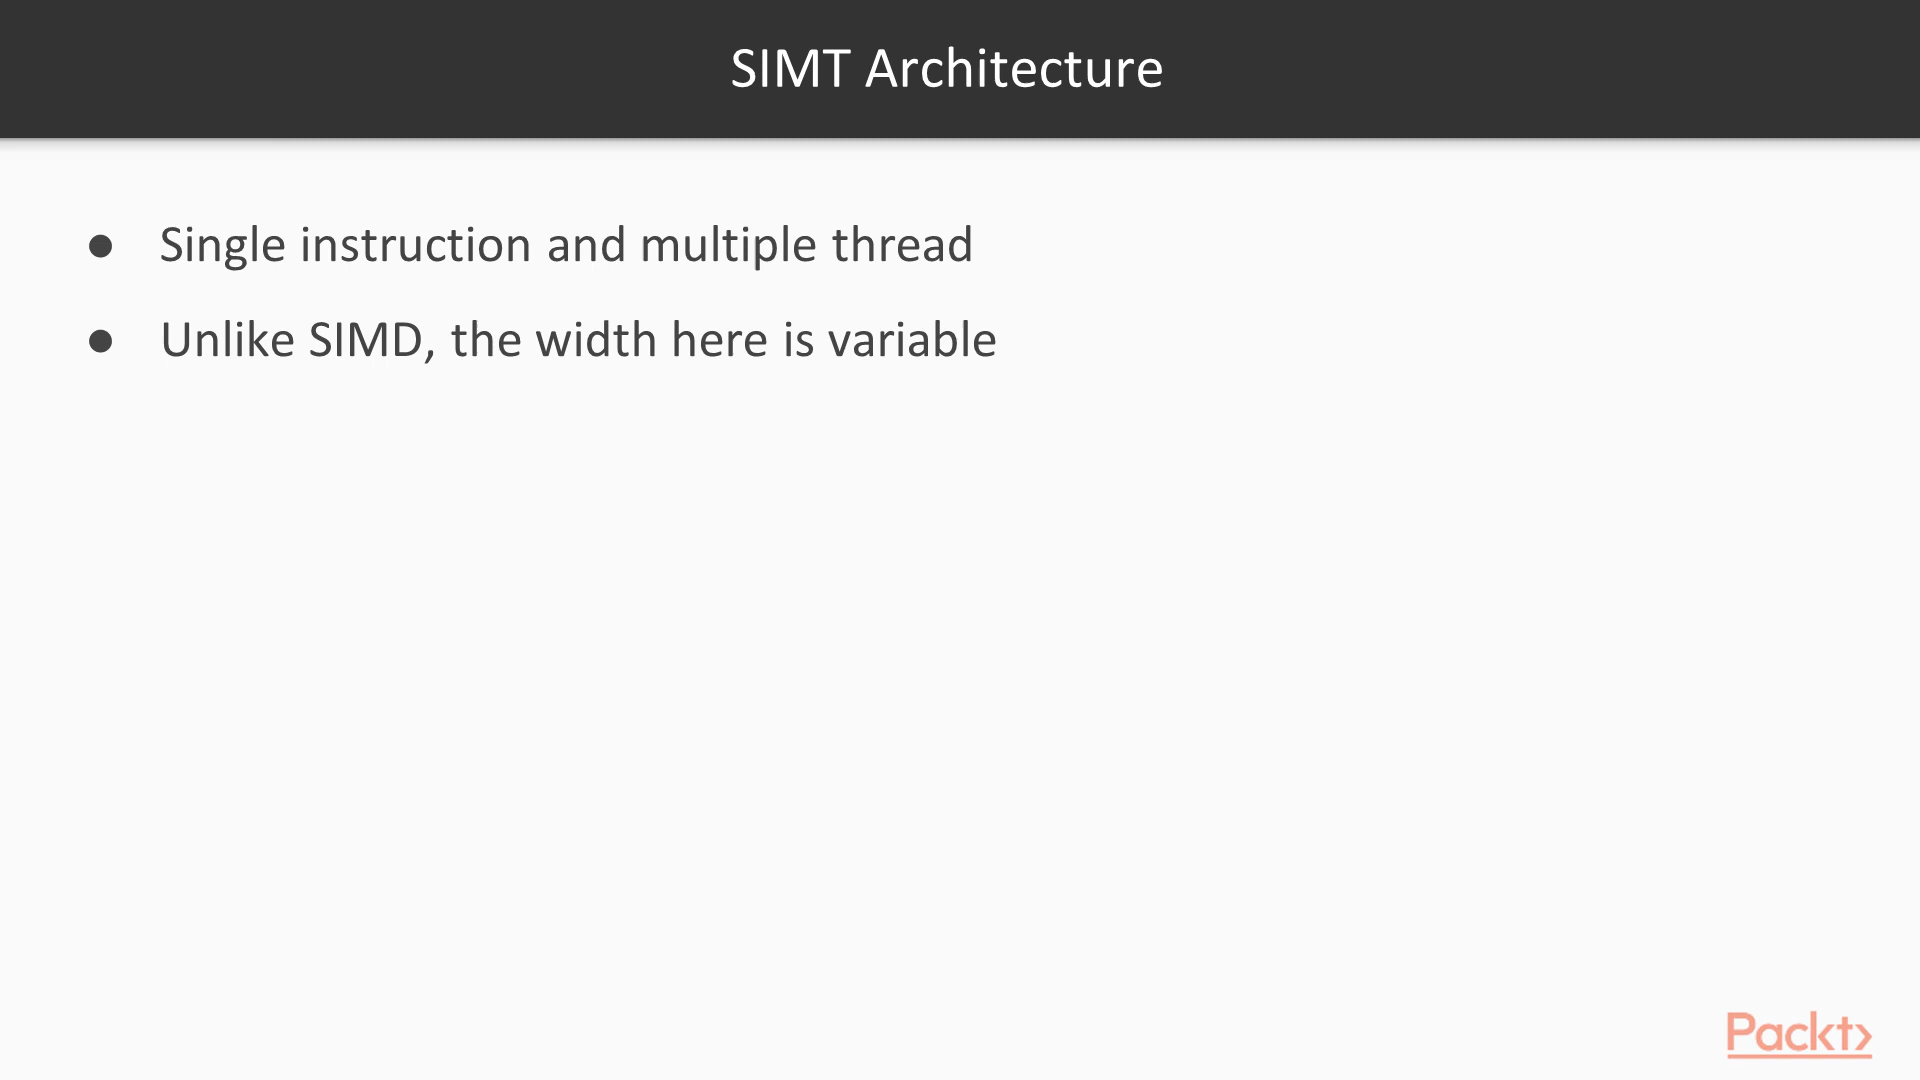 SIMT Architecture
● Single instruction and multiple thread
● Unlike SIMD, the width here is variable
Packt>